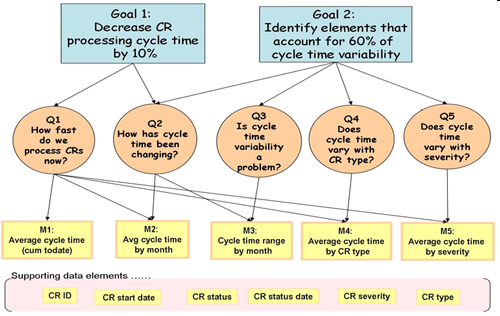 Goal 1:
Decrease CR
processing cycle time
by 10%
Goal 2:
Identify elements that
account for 60% of
cycle time variability
Q1
How fast
do we
process CRs
now?
Q2
How has cycle
time been
changing?
Q3
Is cycle
time
variability
a
problem?
Q4
Does
cycle time
vary with
CR type?
Q5
Does cycle
time
vary with
severity?
M1:
Average cycle time
(cum todate)
M2:
Avg cycle time
by month
M3:
Cycle time range
by month
M4:
Average cycle time
by CR type
M5:
Average cycle time
by severity
Supporting data elements ......
CR ID
CR start date
CR status
CR status date
CR severity
CR type